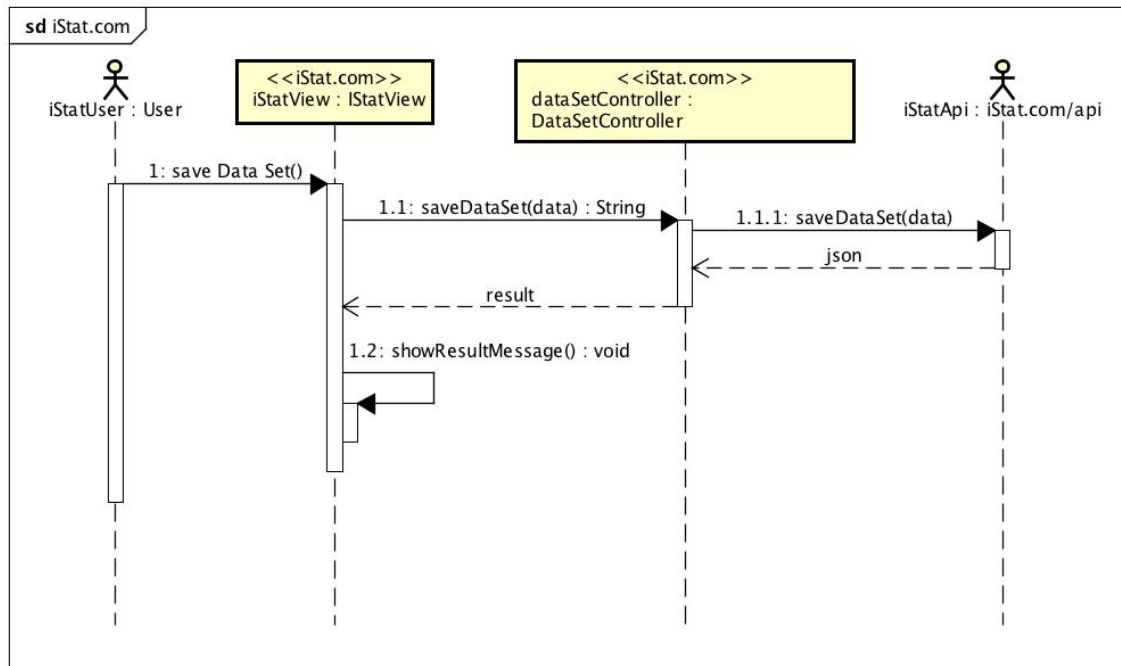 sd iStat.com
iStatUser : User
<<iStat.com>>
iStatView : IStatView
<<iStat.com>>
dataSetController :
DataSetController
iStatApi : iStat.com/api
1: save Data Set()
1.1: saveDataSet(data) : String
1.1.1: saveDataSet(data)
json
result
1.2: showResultMessage() : void